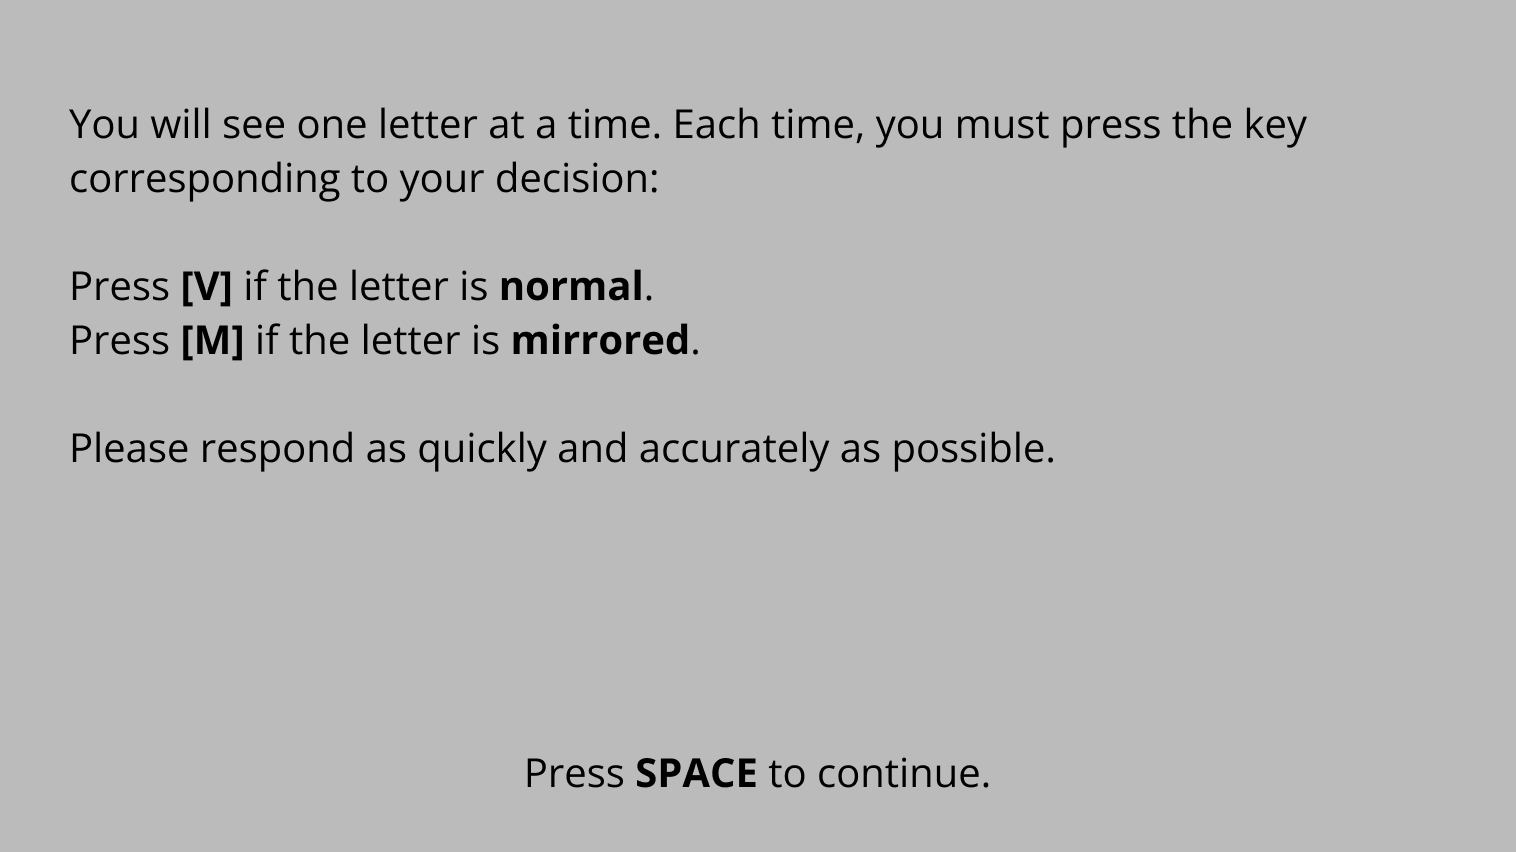 You will see one letter at a time. Each time, you must press the key
corresponding to your decision:
Press [V] if the letter is normal.
Press [M] if the letter is mirrored.
Please respond as quickly and accurately as possible.
Press SPACE to continue.